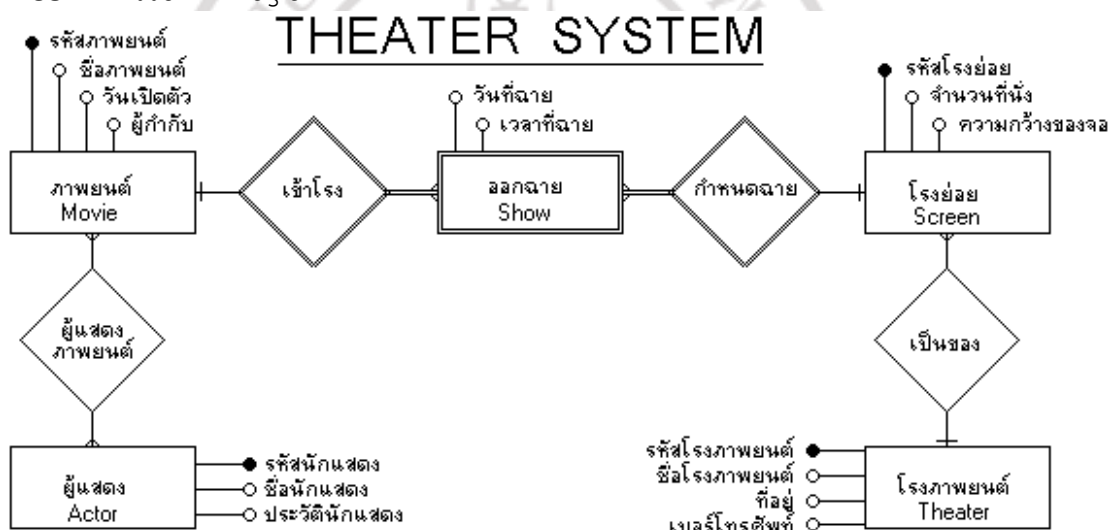 THEATER SYSTEM
รหัสภาพยนต์
ชื่อภาพยนต์
วันเปิดตัว
ผู้กำกับ
วันที่ฉาย
เวลาที่ฉาย
รหัสโรงย่อย
จำนวนที่นั่ง
ความกว้างของจอ
ภาพยนต์
Movie
เข้าโรง
ออกฉาย
Show
กำหนดฉาย
โรงย่อย
Screen
ผู้แสดง
ภาพยนต์
เป็นของ
ผู้แสดง
Actor
รหัสนักแสดง
ชื่อนักแสดง
ประวัตินักแสดง
รหัสโรงภาพยนต์
ชื่อโรงภาพยนต์
ที่อยู่
เบอร์โทรศัพท์
โรงภาพยนต์
Theater